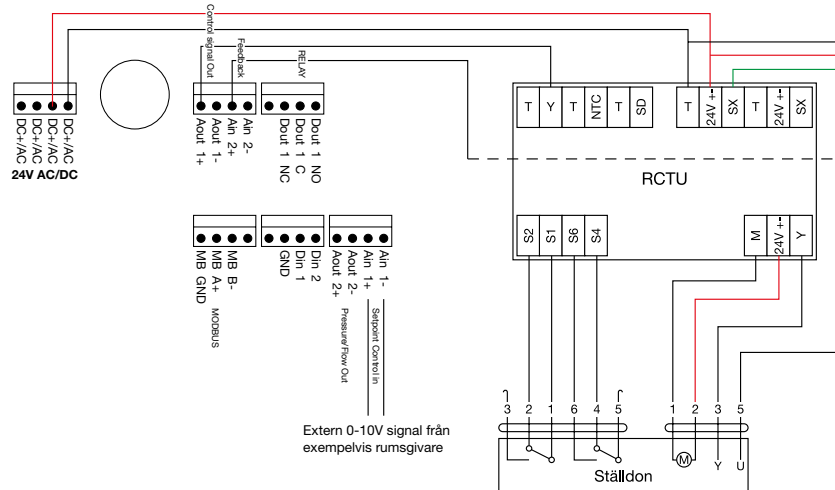 Control signal Out
Feedback
RELAY
DC+/AC
DC+/AC
DC+/AC
DC+/AC
24V AC/DC
Aout 1+
Aout 1-
Ain 2+
Ain 2-
Dout 1 NC
Dout 1 C
Dout 1 NO
T
Y
T
NTC
T
SD
T
24V +-
SX
T
24V +-
SX
RCTU
S2
S1
S6
S4
M
24V +-
Y
MB GND
MB A+
MB B-
MODBUS
GND
Din 1
Din 2
Aout 2+
Aout 2-
Pressure/Flow Out
Ain 1+
Ain 1-
Setpoint Control in
Extern 0-10V signal från
exempelvis rumsgivare
3 2 1 6 4 5 1 2 3 5
M Y U
Ställdon